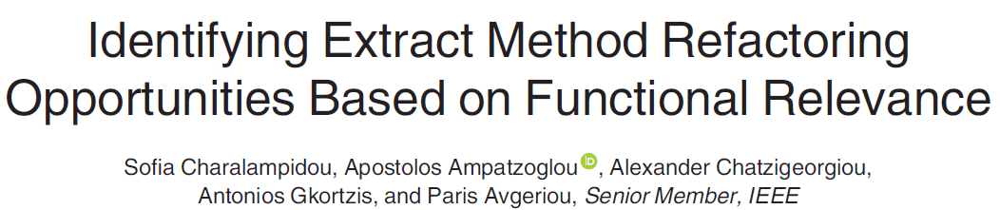 Identifying Extract Method Refactoring
Opportunities Based on Functional Relevance
Sofia Charalampidou, Apostolos Ampatzoglou iD, Alexander Chatzigeorgiou,
Antonios Gkortzis, and Paris Avgeriou, Senior Member, IEEE